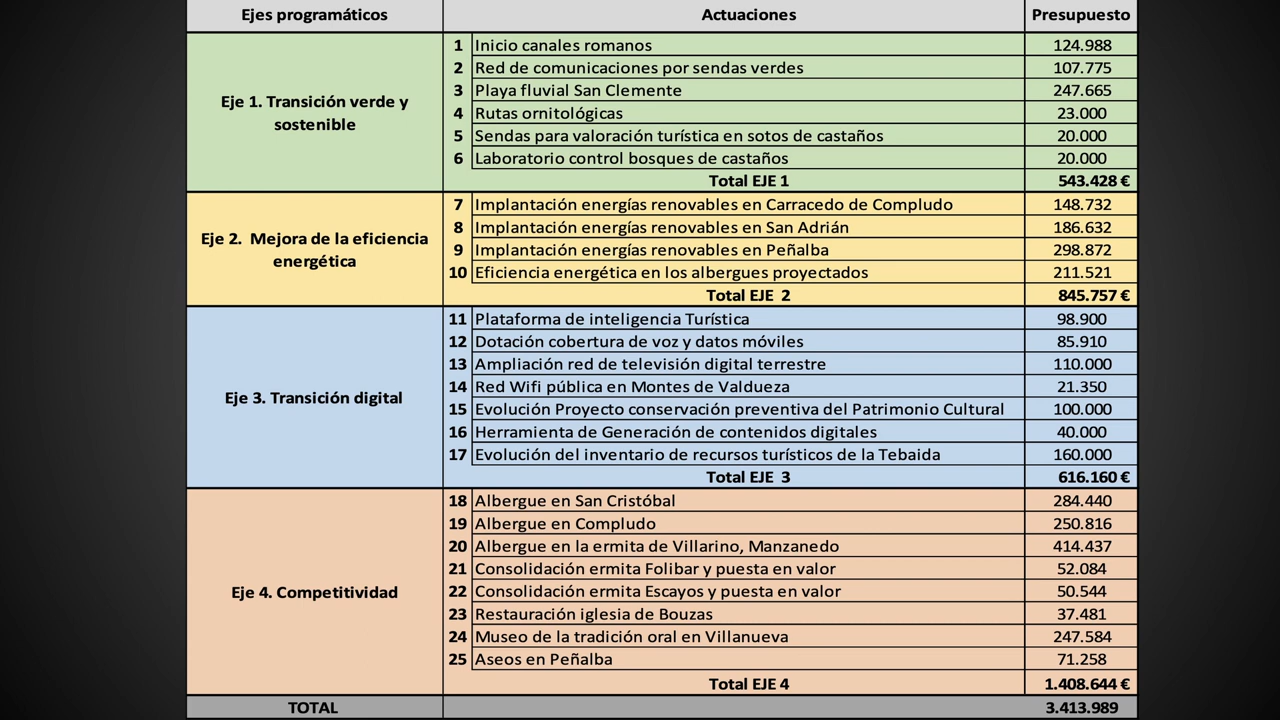 Ejes programáticos Actuaciones Presupuesto
Eje 1. Transición verde y
sostenible
1 Inicio canales romanos 124.988
2 Red de comunicaciones por sendas verdes 107.775
3 Playa fluvial San Clemente 247.665
4 Rutas ornitológicas 23.000
5 Sendas para valoración turística en sotos de castaños 20.000
6 Laboratorio control bosques de castaños 20.000
Total EJE 1 543.428 €
Eje 2. Mejora de la eficiencia
energética
7 Implantación energías renovables en Carracedo de Compludo 148.732
8 Implantación energías renovables en San Adrián 186.632
9 Implantación energías renovables en Peñalba 298.872
10 Eficiencia energética en los albergues proyectados 211.521
Total EJE 2 845.757 €
Eje 3. Transición digital
11 Plataforma de inteligencia Turística 98.900
12 Dotación cobertura de voz y datos móviles 85.910
13 Ampliación red de televisión digital terrestre 110.000
14 Red Wifi pública en Montes de Valdueza 21.350
15 Evolución Proyecto conservación preventiva del Patrimonio Cultural 100.000
16 Herramienta de Generación de contenidos digitales 40.000
17 Evolución del inventario de recursos turísticos de la Tebaida 160.000
Total EJE 3 616.160 €
Eje 4. Competitividad
18 Albergue en San Cristóbal 284.440
19 Albergue en Compludo 250.816
20 Albergue en la ermita de Villarino, Manzanedo 414.437
21 Consolidación ermita Folibar y puesta en valor 52.084
22 Consolidación ermita Escayos y puesta en valor 50.544
23 Restauración iglesia de Bouzas 37.481
24 Museo de la tradición oral en Villanueva 247.584
25 Aseos en Peñalba 71.258
Total EJE 4 1.408.644 €
TOTAL 3.413.989